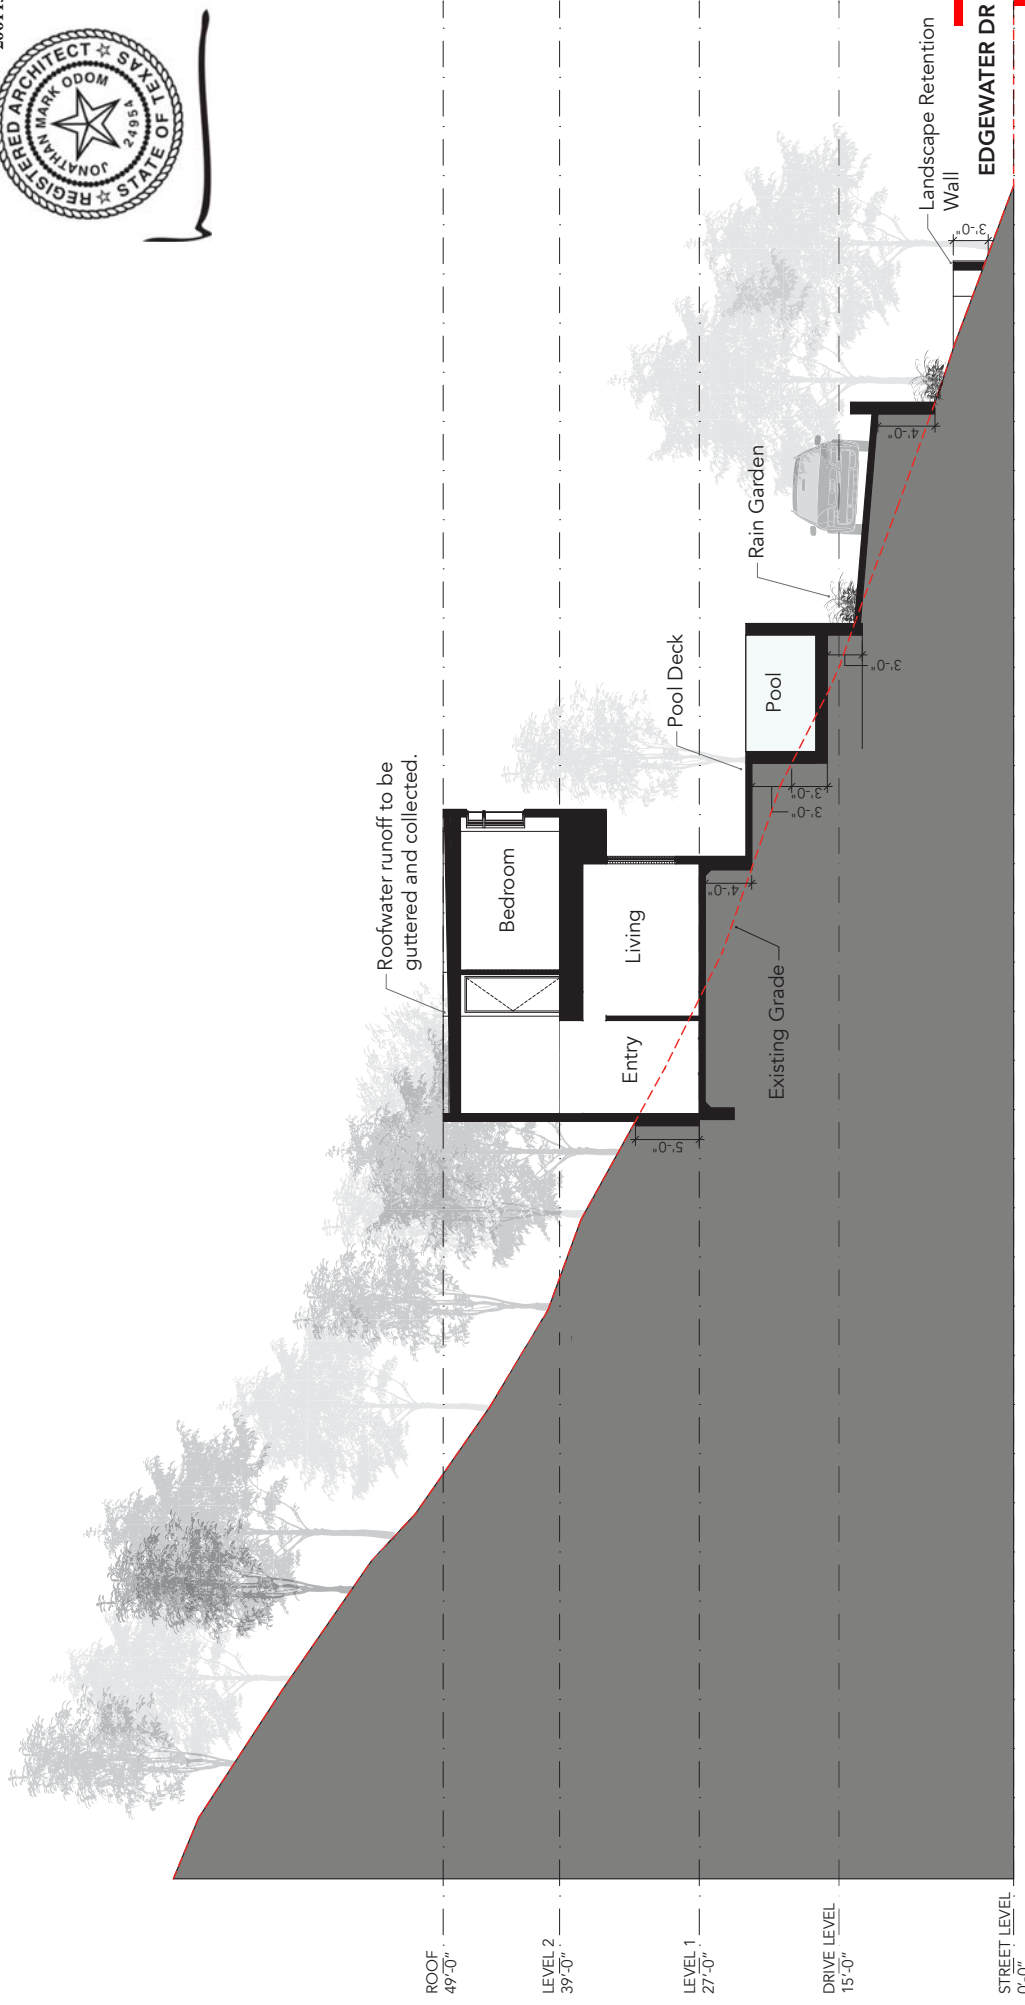 REGISTERED ARCHITECT
STATE OF TEXAS
JONATHAN MARK ODOM
24954
Roofwater runoff to be
guttered and collected.
Bedroom
Living
Entry
Pool Deck
Pool
Rain Garden
Existing Grade
Landscape Retention
Wall
EDGEWATER DR
5'-0"
4'-0"
3'-0"
3'-0"
3'-0"
4'-0"
3'-0"
ROOF
49'-0"
LEVEL 2
39'-0"
LEVEL 1
27'-0"
DRIVE LEVEL
15'-0"
STREET LEVEL
0'-0"